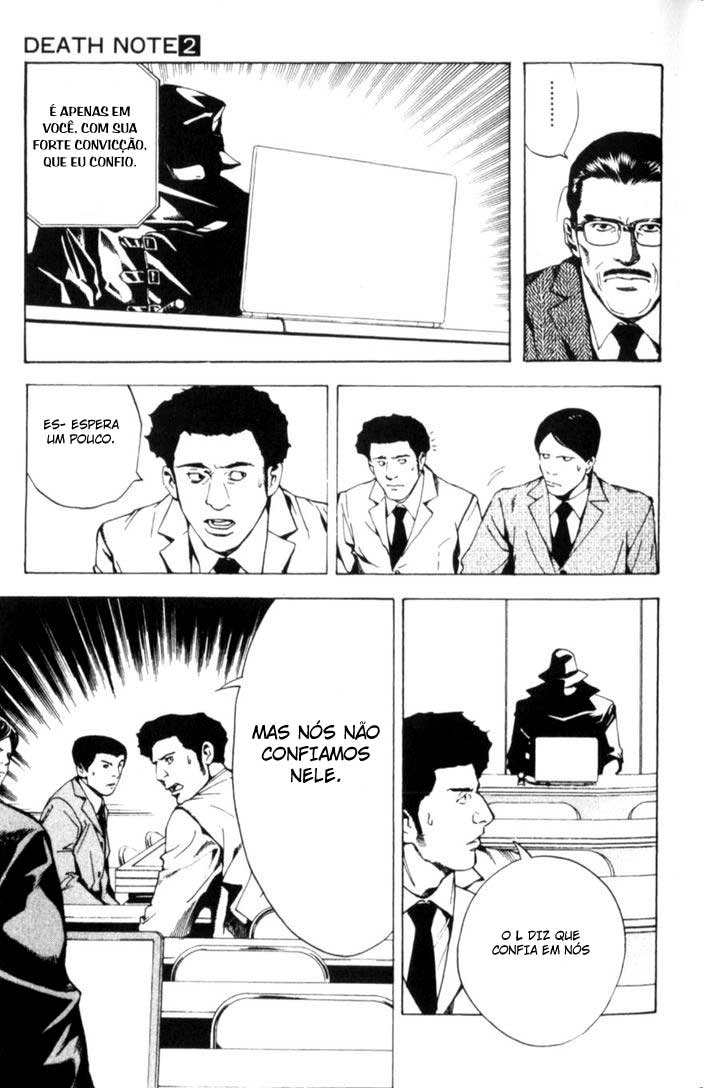 DEATH NOTE 2
.........
É APENAS EM
VOCÊ, COM SUA
FORTE CONVICÇÃO,
QUE EU CONFIO.
ES- ESPERA
UM POUCO.
O L DIZ QUE
CONFIA EM NÓS
MAS NÓS NÃO
CONFIAMOS
NELE.